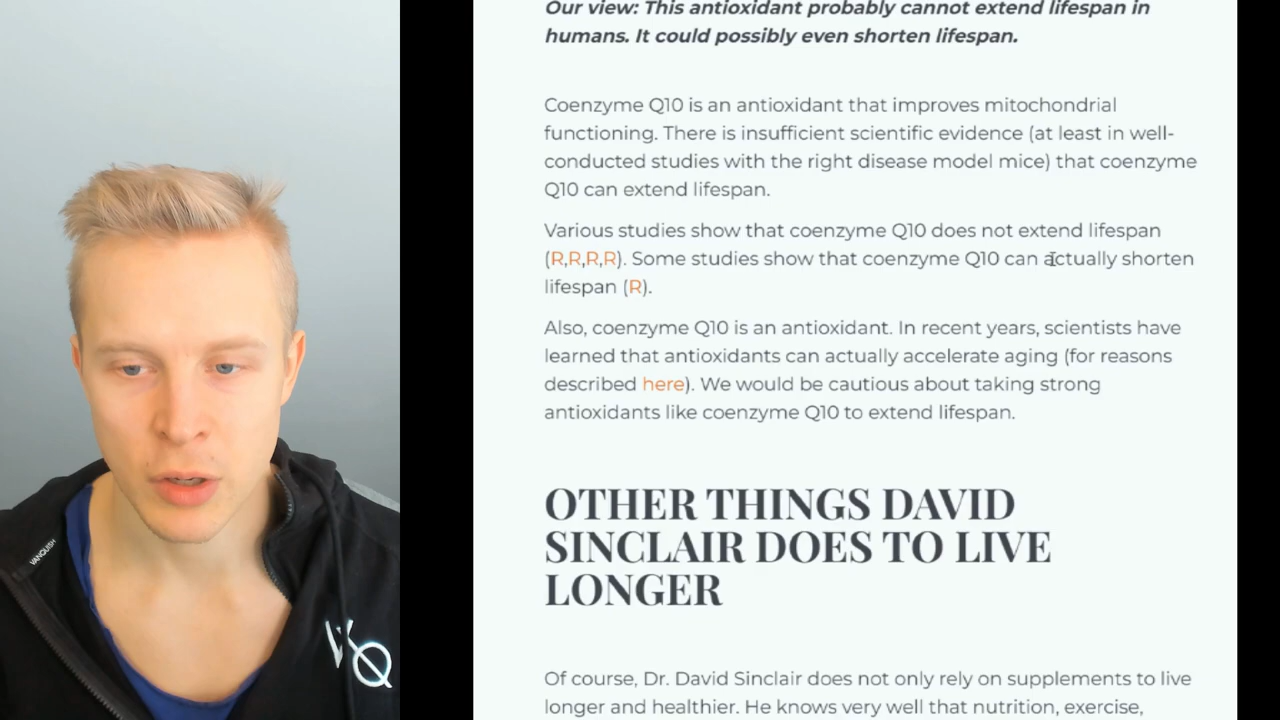 Our view: This antioxidant probably cannot extend lifespan in
humans. It could possibly even shorten lifespan.
Coenzyme Q10 is an antioxidant that improves mitochondrial
functioning. There is insufficient scientific evidence (at least in well-
conducted studies with the right disease model mice) that coenzyme
Q10 can extend lifespan.
Various studies show that coenzyme Q10 does not extend lifespan
(R,R,R,R). Some studies show that coenzyme Q10 can actually shorten
lifespan (R).
Also, coenzyme Q10 is an antioxidant. In recent years, scientists have
learned that antioxidants can actually accelerate aging (for reasons
described here). We would be cautious about taking strong
antioxidants like coenzyme Q10 to extend lifespan.
OTHER THINGS DAVID
SINCLAIR DOES TO LIVE
LONGER
Of course, Dr. David Sinclair does not only rely on supplements to live
longer and healthier. He knows very well that nutrition, exercise,
VANQUISH